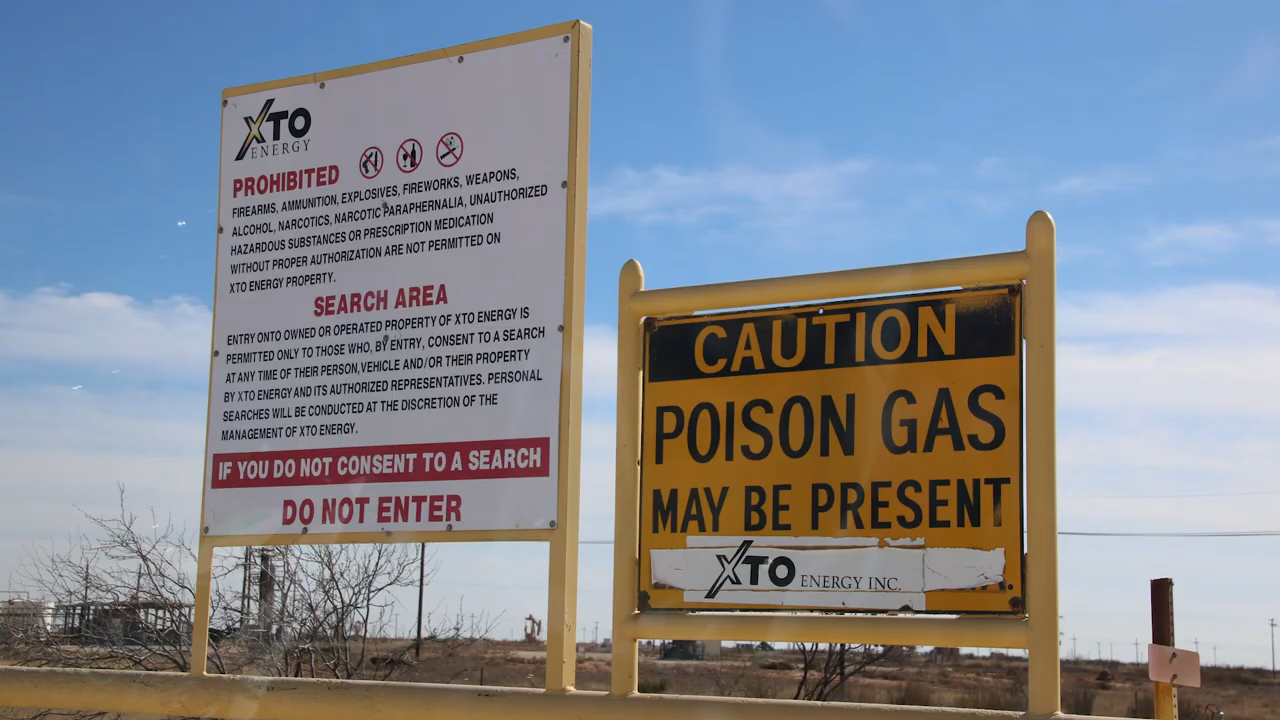 XTO
ENERGY
PROHIBITED
FIREARMS, AMMUNITION, EXPLOSIVES, FIREWORKS, WEAPONS,
ALCOHOL, NARCOTICS, NARCOTIC PARAPHERNALIA, UNAUTHORIZED
HAZARDOUS SUBSTANCES OR PRESCRIPTION MEDICATION
WITHOUT PROPER AUTHORIZATION ARE NOT PERMITTED ON
XTO ENERGY PROPERTY.
SEARCH AREA
ENTRY ONTO OWNED OR OPERATED PROPERTY OF XTO ENERGY IS
PERMITTED ONLY TO THOSE WHO, BY ENTRY, CONSENT TO A SEARCH
AT ANY TIME OF THEIR PERSON, VEHICLE AND/OR THEIR PROPERTY
BY XTO ENERGY AND ITS AUTHORIZED REPRESENTATIVES. PERSONAL
SEARCHES WILL BE CONDUCTED AT THE DISCRETION OF THE
MANAGEMENT OF XTO ENERGY.
IF YOU DO NOT CONSENT TO A SEARCH
DO NOT ENTER
CAUTION
POISON GAS
MAY BE PRESENT
XTO ENERGY INC.